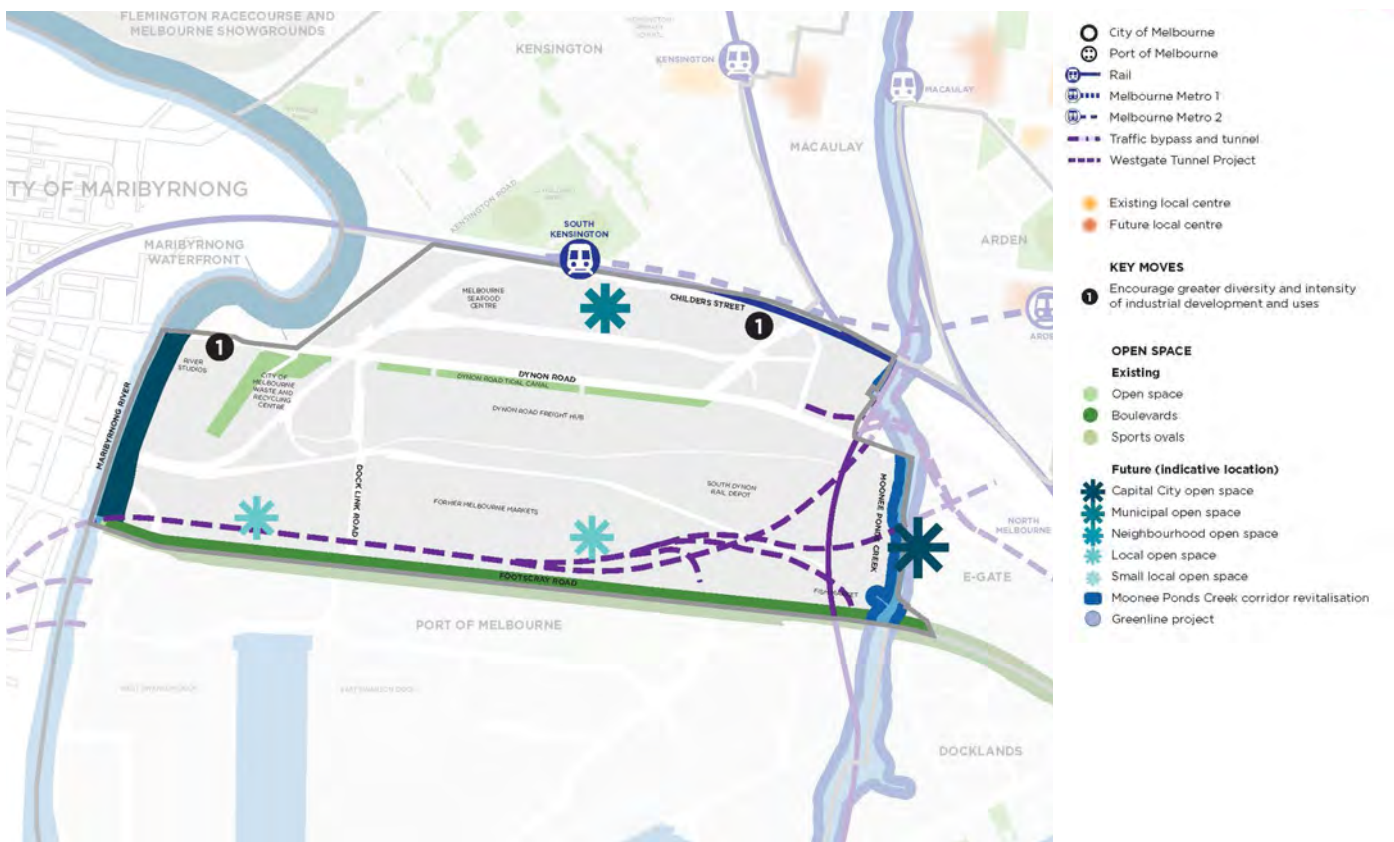 FLEMINGTON RACECOURSE AND
MELBOURNE SHOWGROUNDS
KENSINGTON
KENSINGTON
MACAULAY
MACAULAY
TY OF MARIBYRNONG
KENSINGTON ROAD
MARIBYRNONG
WATERFRONT
SOUTH
KENSINGTON
ARDEN
MELBOURNE
SEAFOOD
CENTRE
CHILDERS STREET
1
1
ARDE
RIVER
STUDIOS
CITY OF
MELBOURNE
WASTE AND
RECYCLING
CENTRE
DYNON ROAD
DYNON ROAD TIDAL CANAL
DYNON ROAD FREIGHT HUB
MARIBYRNONG RIVER
DOCK LINK ROAD
FORMER MELBOURNE MARKETS
SOUTH DYNON
RAIL DEPOT
MOONEE PONDS CREEK
NORTH
MELBOURNE
FOOTSCRAY ROAD
E-GATE
PORT OF MELBOURNE
DOCKLANDS
City of Melbourne
Port of Melbourne
Rail
Melbourne Metro 1
Melbourne Metro 2
Traffic bypass and tunnel
Westgate Tunnel Project
Existing local centre
Future local centre
KEY MOVES
1 Encourage greater diversity and intensity
of industrial development and uses
OPEN SPACE
Existing
Open space
Boulevards
Sports ovals
Future (indicative location)
Capital City open space
Municipal open space
Neighbourhood open space
Local open space
Small local open space
Moonee Ponds Creek corridor revitalisation
Greenline project